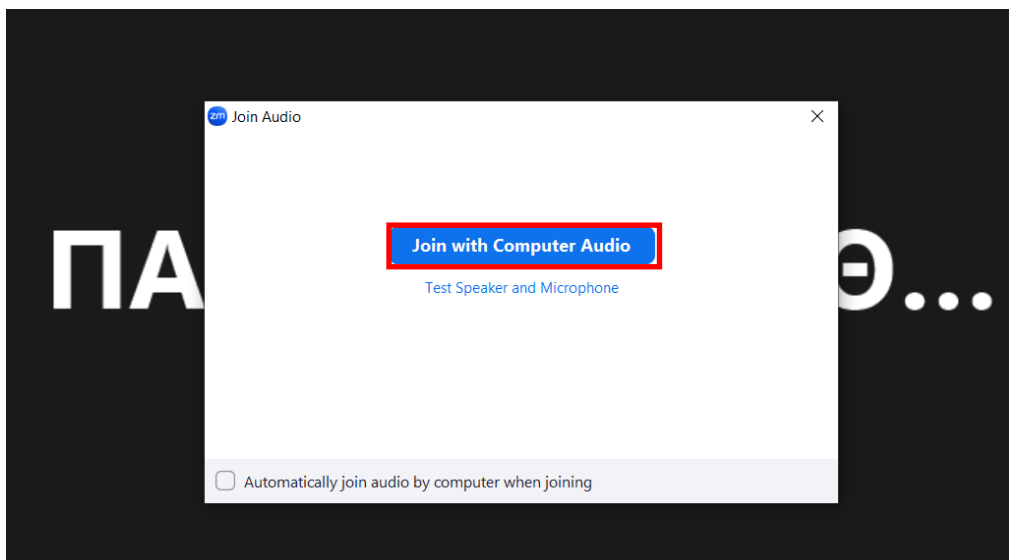 zm Join Audio
ΠΑ
Θ...
Join with Computer Audio
Test Speaker and Microphone
Automatically join audio by computer when joining